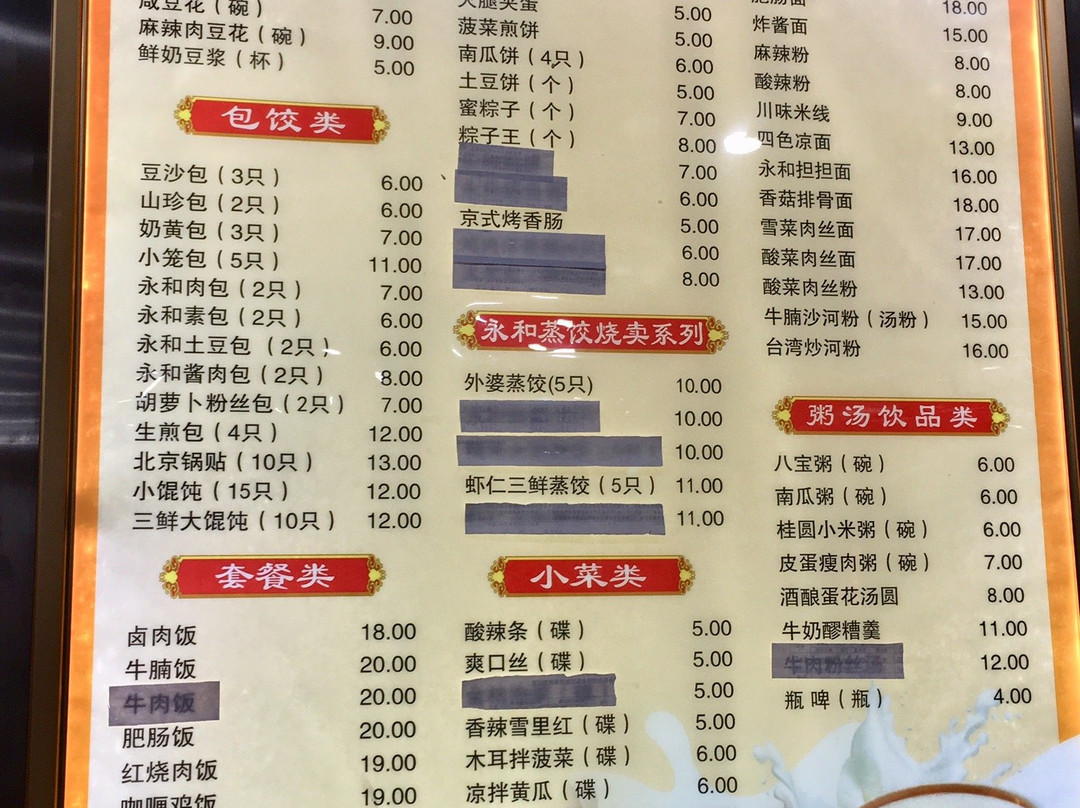 咸豆花（碗） 7.00
麻辣肉豆花（碗） 9.00
鲜奶豆浆（杯） 5.00
包饺类
豆沙包（3只） 6.00
山珍包（2只） 6.00
奶黄包（3只） 7.00
小笼包（5只） 11.00
永和肉包（2只） 7.00
永和素包（2只） 6.00
永和土豆包（2只） 6.00
永和酱肉包（2只） 8.00
胡萝卜粉丝包（2只） 7.00
生煎包（4只） 12.00
北京锅贴（10只） 13.00
小馄饨（15只） 12.00
三鲜大馄饨（10只） 12.00
套餐类
卤肉饭 18.00
牛腩饭 20.00
牛肉饭 20.00
肥肠饭 20.00
红烧肉饭 19.00
咖喱鸡饭 19.00
火腿夹蛋 5.00
菠菜煎饼 5.00
南瓜饼（4只） 6.00
土豆饼（个） 5.00
蜜粽子（个） 7.00
粽子王（个） 8.00
7.00
6.00
京式烤香肠 5.00
6.00
8.00
永和蒸饺烧卖系列
外婆蒸饺(5只) 10.00
10.00
10.00
虾仁三鲜蒸饺（5只） 11.00
11.00
小菜类
酸辣条（碟） 5.00
爽口丝（碟） 5.00
5.00
香辣雪里红（碟） 5.00
木耳拌菠菜（碟） 6.00
凉拌黄瓜（碟） 6.00
肥肠面 18.00
炸酱面 15.00
麻辣粉 8.00
酸辣粉 8.00
川味米线 9.00
四色凉面 13.00
永和担担面 16.00
香菇排骨面 18.00
雪菜肉丝面 17.00
酸菜肉丝面 17.00
酸菜肉丝粉 13.00
牛腩沙河粉（汤粉） 15.00
台湾炒河粉 16.00
粥汤饮品类
八宝粥（碗） 6.00
南瓜粥（碗） 6.00
桂圆小米粥（碗） 6.00
皮蛋瘦肉粥（碗） 7.00
酒酿蛋花汤圆 8.00
牛奶醪糟羹 11.00
牛肉粉丝汤 12.00
瓶啤（瓶） 4.00